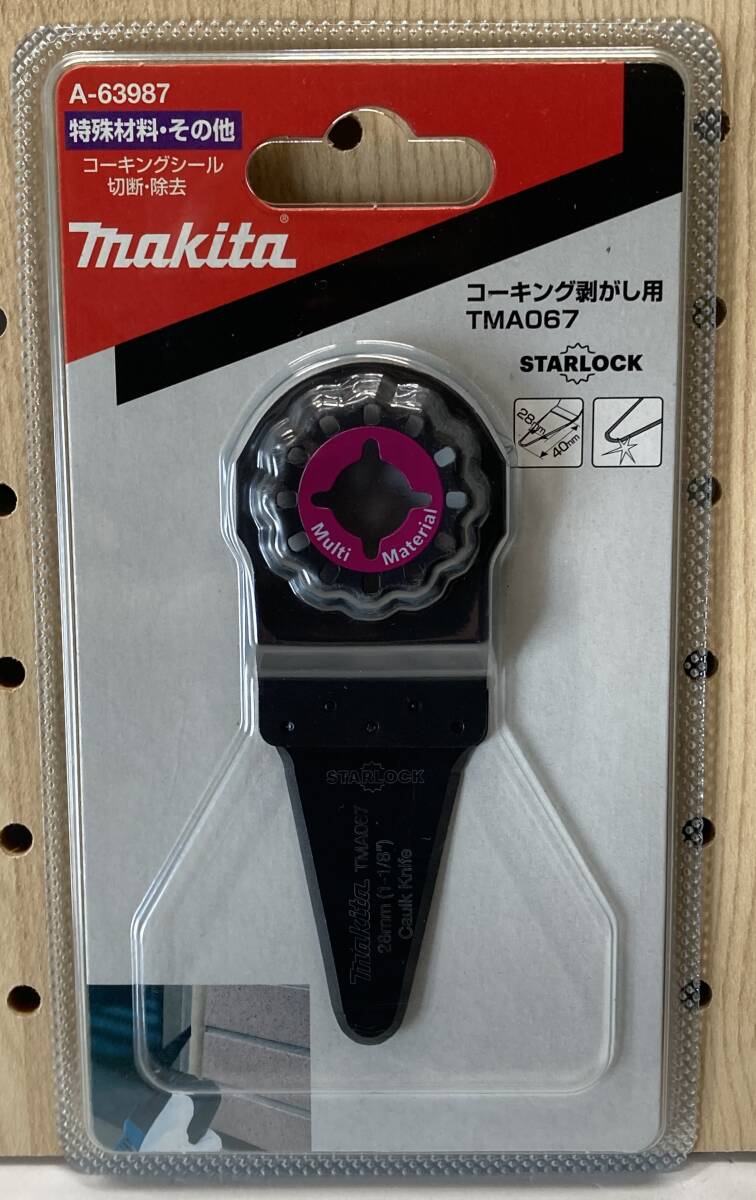 A-63987
特殊材料・その他
コーキングシール
切断・除去
makita®
コーキング剥がし用
TMA067
STARLOCK
28mm
40mm
Multi Material
STARLOCK
makita TMA067
28mm (1-1/8")
Caulk Knife